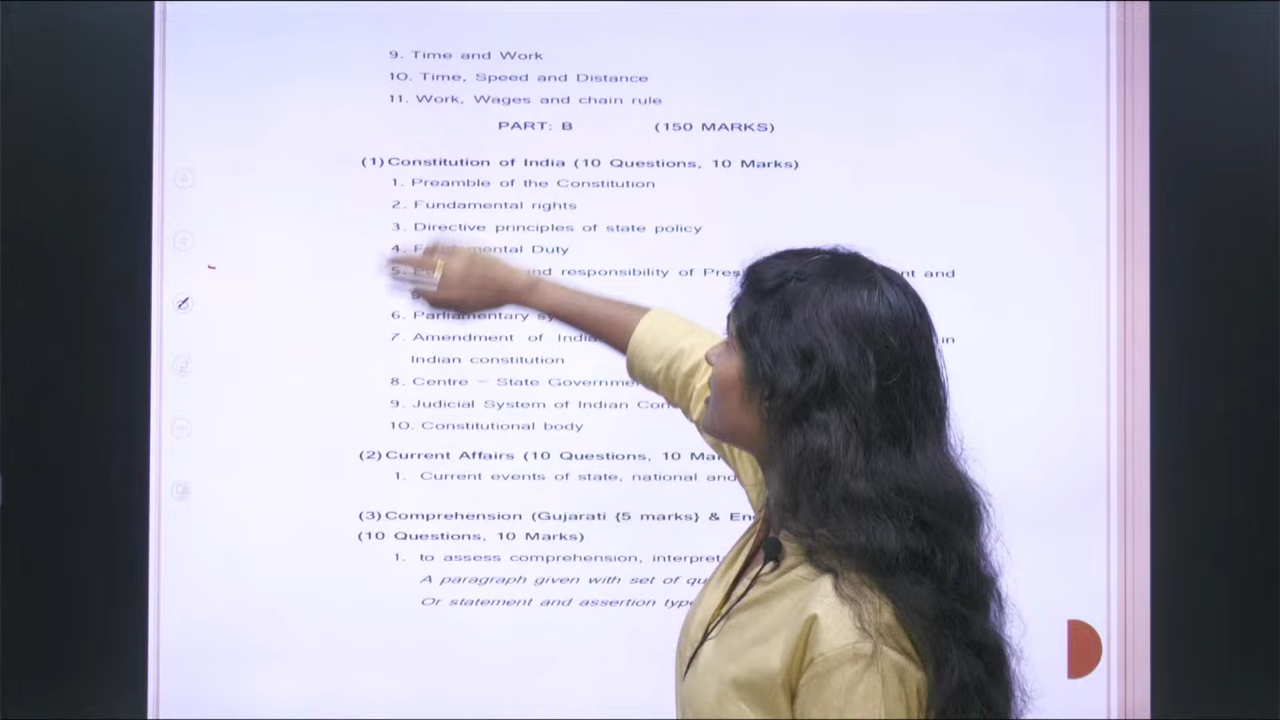 9. Time and Work
10. Time, Speed and Distance
11. Work, Wages and chain rule
PART: B (150 MARKS)
(1) Constitution of India (10 Questions, 10 Marks)
1. Preamble of the Constitution
2. Fundamental rights
3. Directive principles of state policy
4. Duty
5. and responsibility of and
6. Parliamentary
7. Amendment of in
Indian constitution
8. Centre – State
9. Judicial System of Indian
10. Constitutional body
(2) Current Affairs (10 Questions, 10
1. Current events of state, national and
(3) Comprehension (Gujarati {5 marks} &
(10 Questions, 10 Marks)
1. to assess comprehension,
A paragraph given with set of
Or statement and assertion